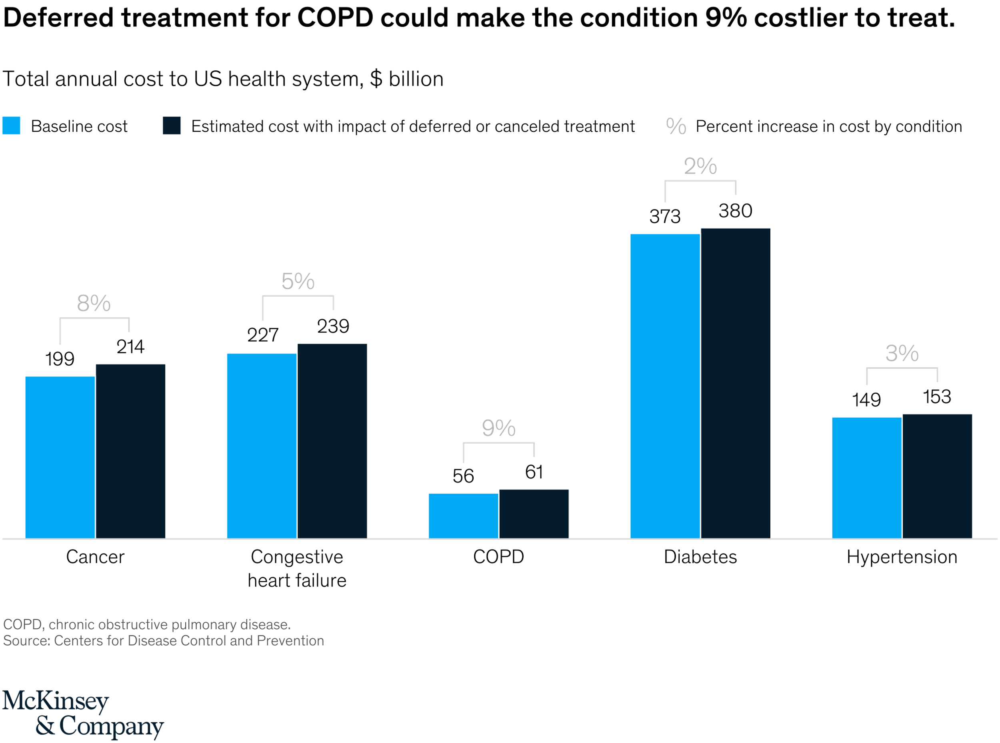 Deferred treatment for COPD could make the condition 9% costlier to treat.
Total annual cost to US health system, $ billion
Baseline cost
Estimated cost with impact of deferred or canceled treatment
% Percent increase in cost by condition
8%
199
214
5%
227
239
9%
56
61
2%
373
380
3%
149
153
Cancer
Congestive
heart failure
COPD
Diabetes
Hypertension
COPD, chronic obstructive pulmonary disease.
Source: Centers for Disease Control and Prevention
McKinsey
& Company